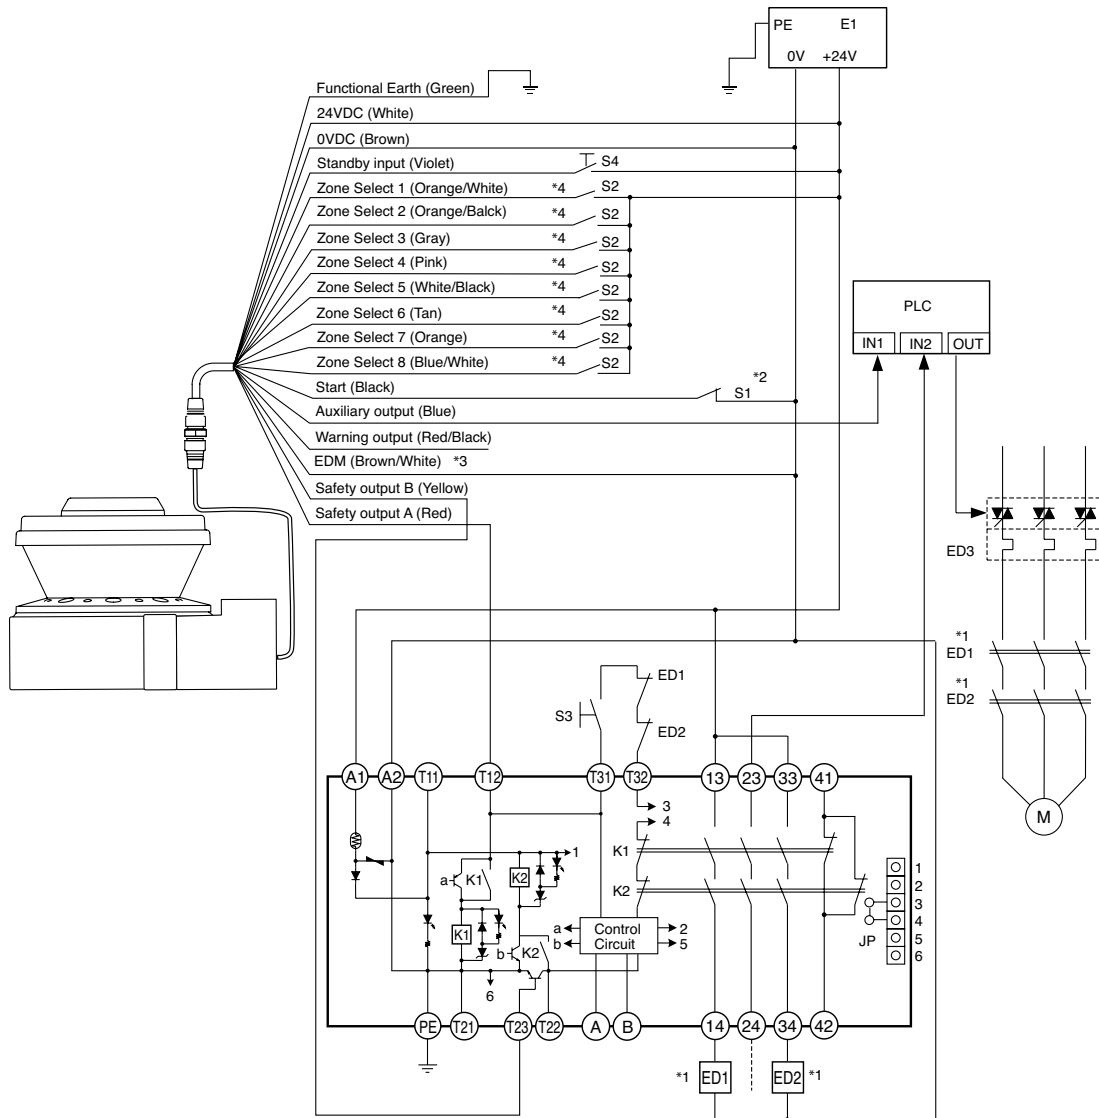 PE E1
0V +24V
Functional Earth (Green)
24VDC (White)
0VDC (Brown)
Standby input (Violet) S4
Zone Select 1 (Orange/White) *4 S2
Zone Select 2 (Orange/Balck) *4 S2
Zone Select 3 (Gray) *4 S2
Zone Select 4 (Pink) *4 S2
Zone Select 5 (White/Black) *4 S2
Zone Select 6 (Tan) *4 S2
Zone Select 7 (Orange) *4 S2
Zone Select 8 (Blue/White) *4 S2
Start (Black) S1 *2
Auxiliary output (Blue)
Warning output (Red/Black)
EDM (Brown/White) *3
Safety output B (Yellow)
Safety output A (Red)
PLC
IN1 IN2 OUT
ED3
*1
ED1
*1
ED2
M
S3
ED1
ED2
A1 A2 T11 T12 T31 T32 13 23 33 41
3
4
1
K1
K2
a K1
K2
K1
b K2
6
a
b
Control
Circuit
2
5
JP
1
2
3
4
5
6
PE T21 T23 T22 A B 14 24 34 42
*1 ED1
ED2 *1